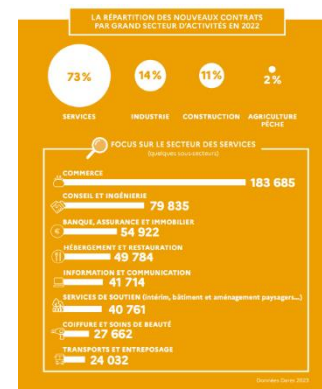 LA RÉPARTITION DES NOUVEAUX CONTRATS
PAR GRAND SECTEUR D'ACTIVITÉS EN 2022
73 %
14 %
11 %
2 %
SERVICES
INDUSTRIE
CONSTRUCTION
AGRICULTURE
PÊCHE
FOCUS SUR LE SECTEUR DES SERVICES
(quelques sous-secteurs)
COMMERCE
183 685
CONSEIL ET INGÉNIERIE
79 835
BANQUE, ASSURANCE ET IMMOBILIER
54 922
HÉBERGEMENT ET RESTAURATION
49 784
INFORMATION ET COMMUNICATION
41 714
SERVICES DE SOUTIEN (intérim, bâtiment et aménagement paysagers...)
40 761
COIFFURE ET SOINS DE BEAUTÉ
27 662
TRANSPORTS ET ENTREPOSAGE
24 032
Données Dares 2023